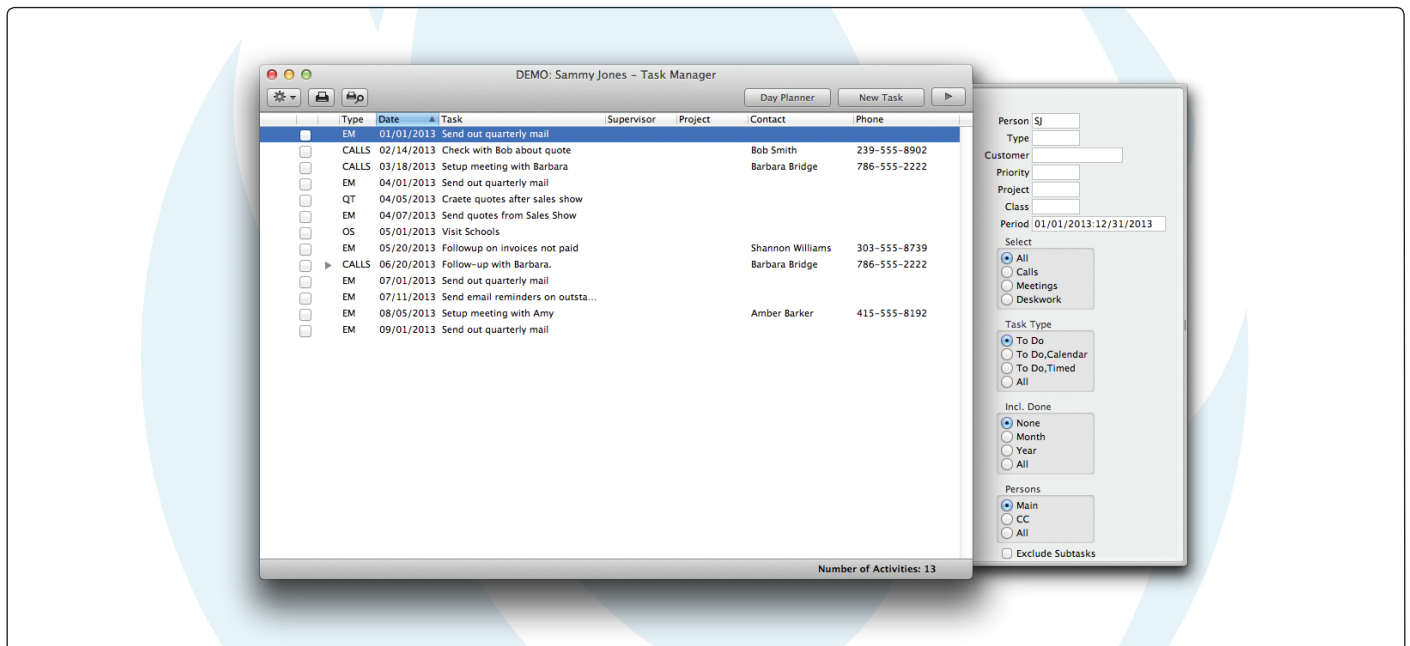 DEMO: Sammy Jones - Task Manager
Day Planner New Task
Type Date Task Supervisor Project Contact Phone
EM 01/01/2013 Send out quarterly mail
CALLS 02/14/2013 Check with Bob about quote Bob Smith 239-555-8902
CALLS 03/18/2013 Setup meeting with Barbara Barbara Bridge 786-555-2222
EM 04/01/2013 Send out quarterly mail
QT 04/05/2013 Craete quotes after sales show
EM 04/07/2013 Send quotes from Sales Show
OS 05/01/2013 Visit Schools
EM 05/20/2013 Followup on invoices not paid Shannon Williams 303-555-8739
CALLS 06/20/2013 Follow-up with Barbara. Barbara Bridge 786-555-2222
EM 07/01/2013 Send out quarterly mail
EM 07/11/2013 Send email reminders on outsta...
EM 08/05/2013 Setup meeting with Amy Amber Barker 415-555-8192
EM 09/01/2013 Send out quarterly mail
Number of Activities: 13
Person SJ
Type
Customer
Priority
Project
Class
Period 01/01/2013:12/31/2013
Select
All
Calls
Meetings
Deskwork
Task Type
To Do
To Do,Calendar
To Do,Timed
All
Incl. Done
None
Month
Year
All
Persons
Main
CC
All
Exclude Subtasks